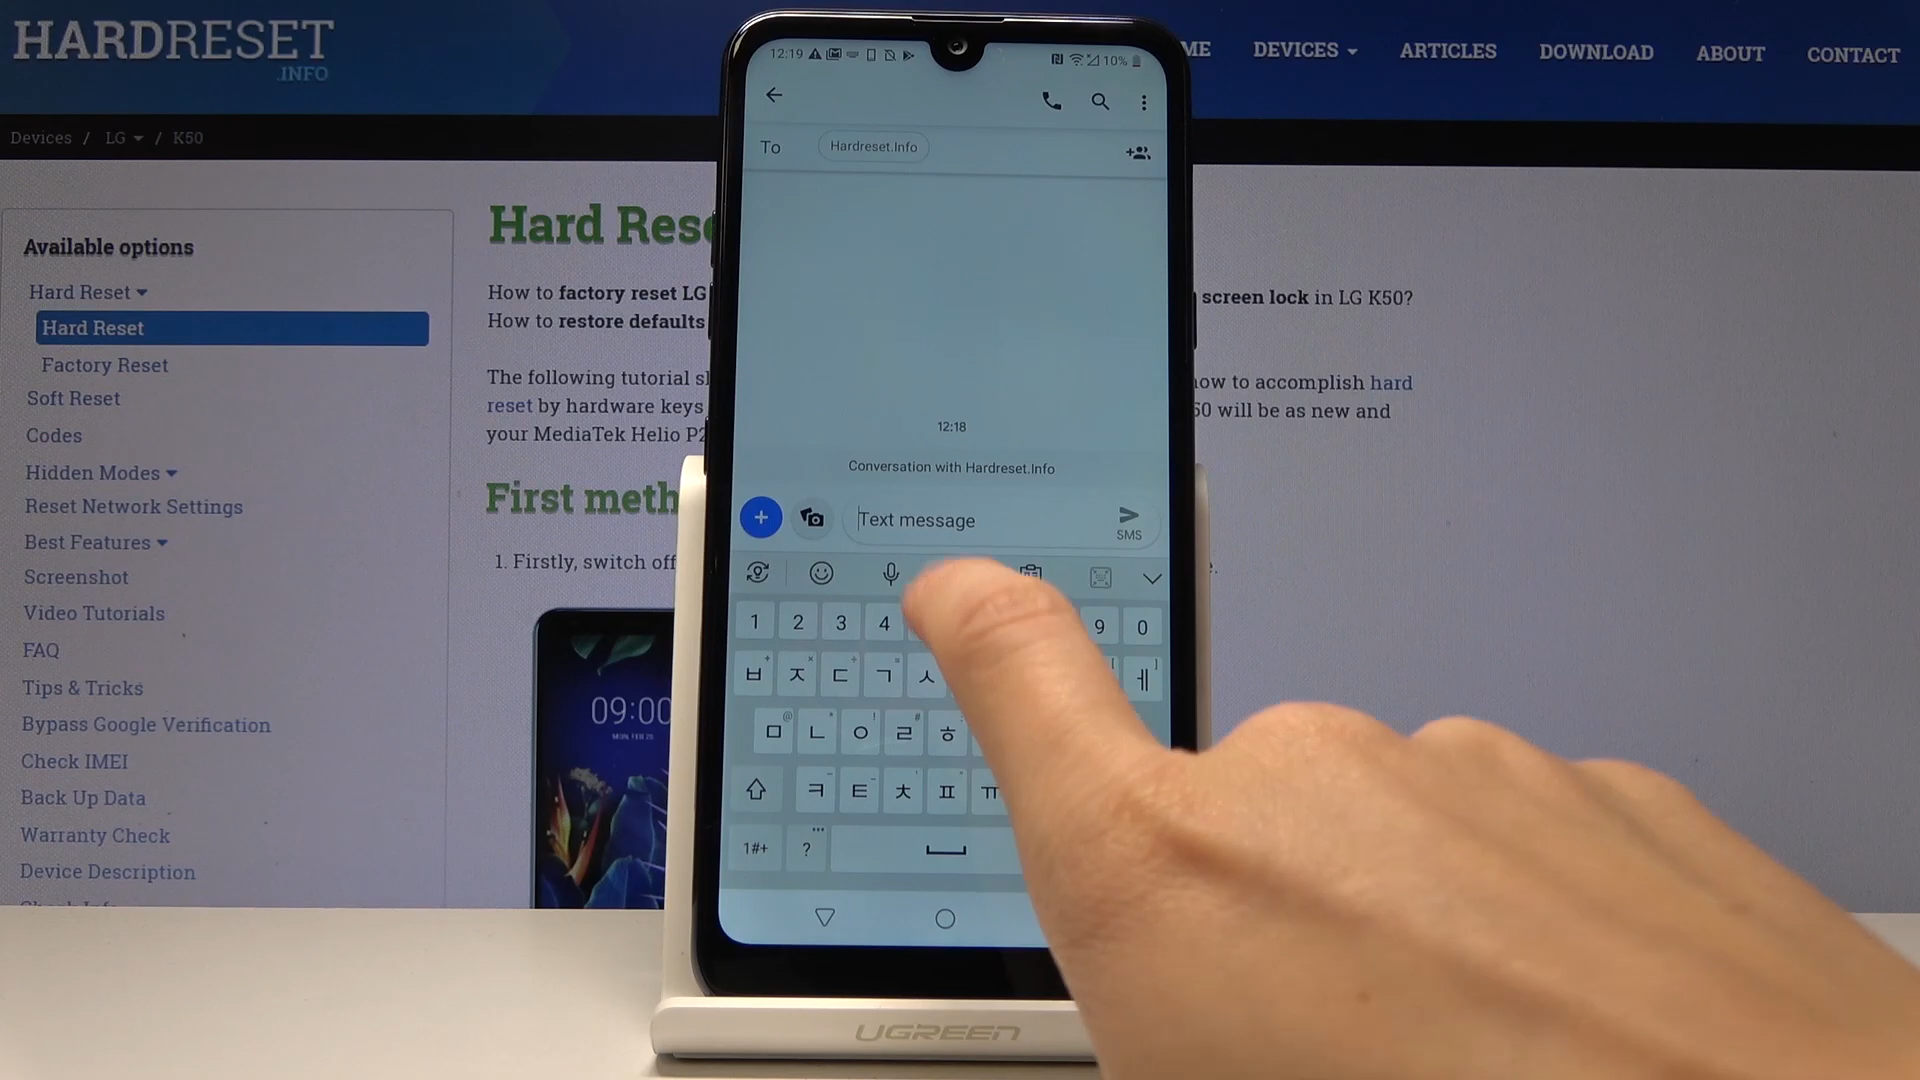 HARDRESET
.INFO
ME DEVICES ARTICLES DOWNLOAD ABOUT CONTACT
Devices / LG / K50
Available options
Hard Reset
Hard Reset
Factory Reset
Soft Reset
Codes
Hidden Modes
Reset Network Settings
Best Features
Screenshot
Video Tutorials
FAQ
Tips & Tricks
Bypass Google Verification
Check IMEI
Back Up Data
Warranty Check
Device Description
Hard Rese
How to factory reset LG
screen lock in LG K50?
How to restore defaults
The following tutorial sl
how to accomplish hard
reset by hardware keys
50 will be as new and
your MediaTek Helio P2
First meth
1. Firstly, switch off
09:00
12:19
10%
To Hardreset.Info
12:18
Conversation with Hardreset.Info
+ Text message
SMS
1 2 3 4 9 0
ㅂ ㅈ ㄷ ㄱ ㅅ ㅔ
ㅁ ㄴ ㅇ ㄹ ㅎ
ㅋ ㅌ ㅊ ㅍ ㅠ
1#+ ?
UGREEN